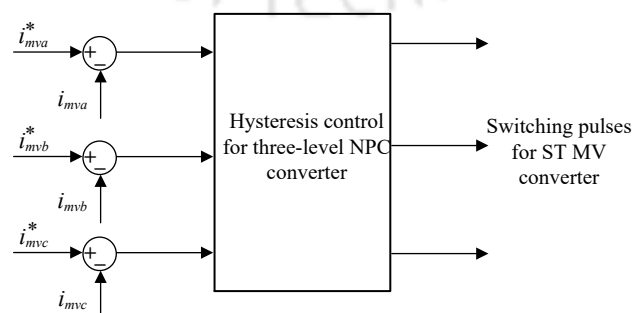 i*mva
+
−
imva
i*mvb
+
−
imvb
i*mvc
+
−
imvc
Hysteresis control
for three-level NPC
converter
Switching pulses
for ST MV
converter